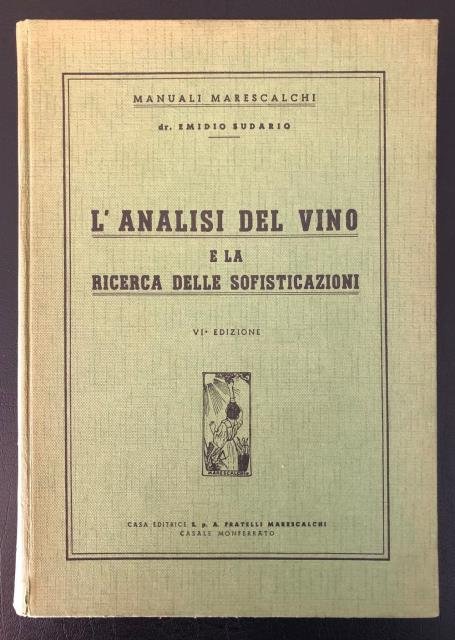 MANUALI MARESCALCHI
dr. EMIDIO SUDARIO
L'ANALISI DEL VINO
E LA
RICERCA DELLE SOFISTICAZIONI
VIª EDIZIONE
MARESCALCHI
CASA EDITRICE S. p. A. FRATELLI MARESCALCHI
CASALE MONFERRATO